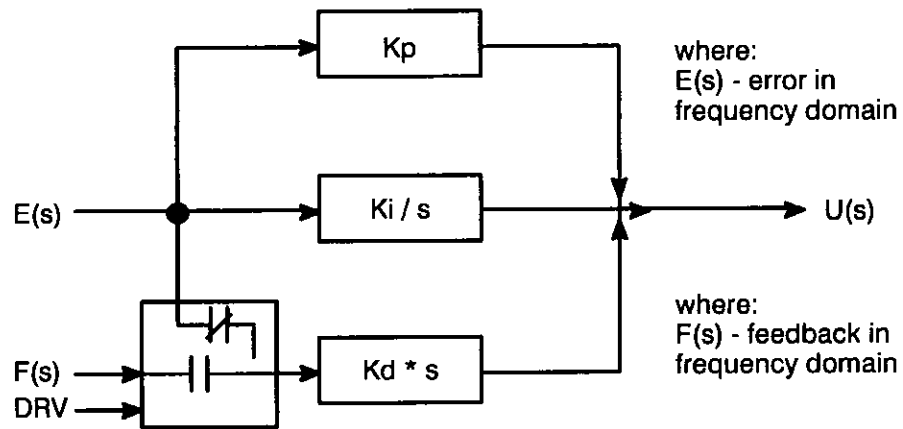 Kp
where:
E(s) - error in
frequency domain
E(s)
Ki / s
U(s)
where:
F(s) - feedback in
frequency domain
F(s)
Kd * s
DRV